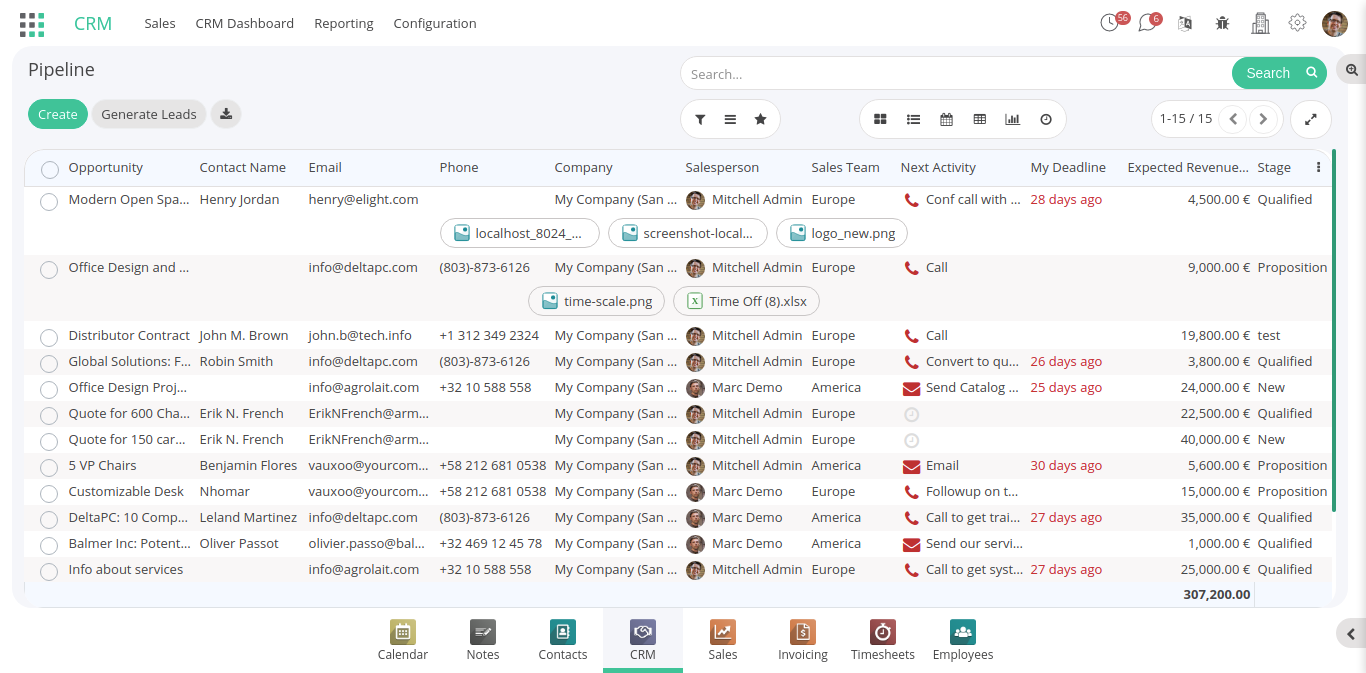 CRM Sales CRM Dashboard Reporting Configuration 56 6
Pipeline
Search...
Search
Create Generate Leads
1-15 / 15
Opportunity Contact Name Email Phone Company Salesperson Sales Team Next Activity My Deadline Expected Revenue... Stage
Modern Open Spa... Henry Jordan henry@elight.com My Company (San ... Mitchell Admin Europe Conf call with ... 28 days ago 4,500.00 € Qualified
localhost_8024_... screenshot-local... logo_new.png
Office Design and ... info@deltapc.com (803)-873-6126 My Company (San ... Mitchell Admin Europe Call 9,000.00 € Proposition
time-scale.png X Time Off (8).xlsx
Distributor Contract John M. Brown john.b@tech.info +1 312 349 2324 My Company (San ... Mitchell Admin Europe Call 19,800.00 € test
Global Solutions: F... Robin Smith info@deltapc.com (803)-873-6126 My Company (San ... Mitchell Admin Europe Convert to qu... 26 days ago 3,800.00 € Qualified
Office Design Proj... info@agrolait.com +32 10 588 558 My Company (San ... Marc Demo America Send Catalog ... 25 days ago 24,000.00 € New
Quote for 600 Cha... Erik N. French ErikNFrench@arm... My Company (San ... Mitchell Admin Europe 22,500.00 € Qualified
Quote for 150 car... Erik N. French ErikNFrench@arm... My Company (San ... Mitchell Admin Europe 40,000.00 € New
5 VP Chairs Benjamin Flores vauxoo@yourcom... +58 212 681 0538 My Company (San ... Mitchell Admin America Email 30 days ago 5,600.00 € Proposition
Customizable Desk Nhomar vauxoo@yourcom... +58 212 681 0538 My Company (San ... Marc Demo Europe Followup on t... 15,000.00 € Proposition
DeltaPC: 10 Comp... Leland Martinez info@deltapc.com (803)-873-6126 My Company (San ... Marc Demo America Call to get trai... 27 days ago 35,000.00 € Qualified
Balmer Inc: Potent... Oliver Passot olivier.passo@bal... +32 469 12 45 78 My Company (San ... Marc Demo America Send our servi... 1,000.00 € Qualified
Info about services info@agrolait.com +32 10 588 558 My Company (San ... Mitchell Admin Europe Call to get syst... 27 days ago 25,000.00 € Qualified
307,200.00
Calendar Notes Contacts CRM Sales Invoicing Timesheets Employees